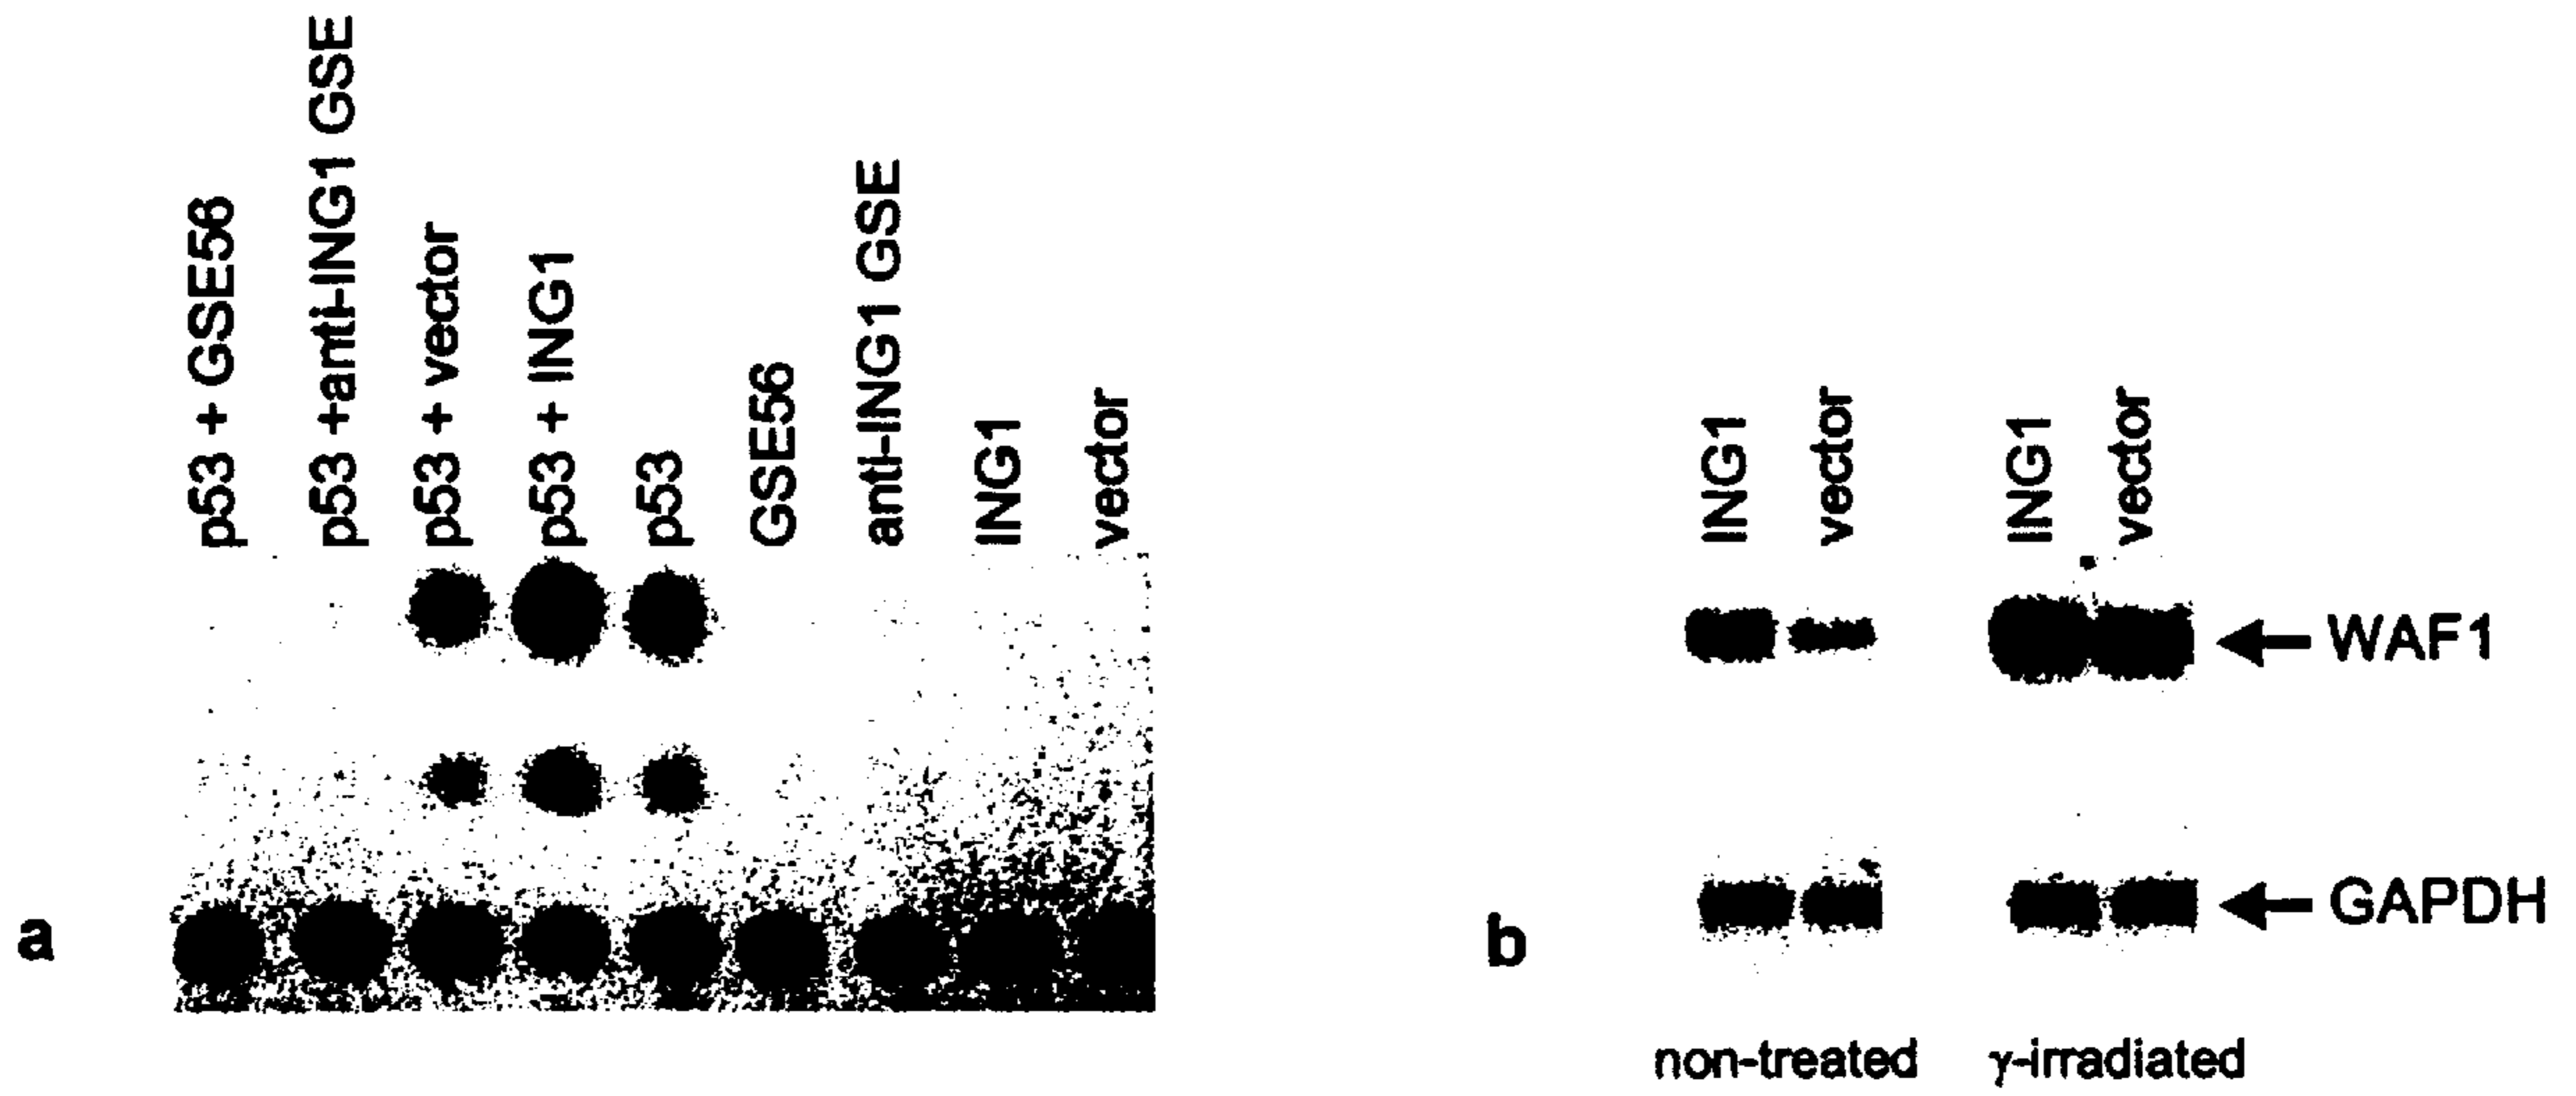 p53 + GSE56
p53 +anti-ING1 GSE
p53 + vector
p53 + ING1
p53
GSE56
anti-ING1 GSE
ING1
vector
a
ING1
vector
ING1
vector
WAF1
GAPDH
b
non-treated
γ-irradiated